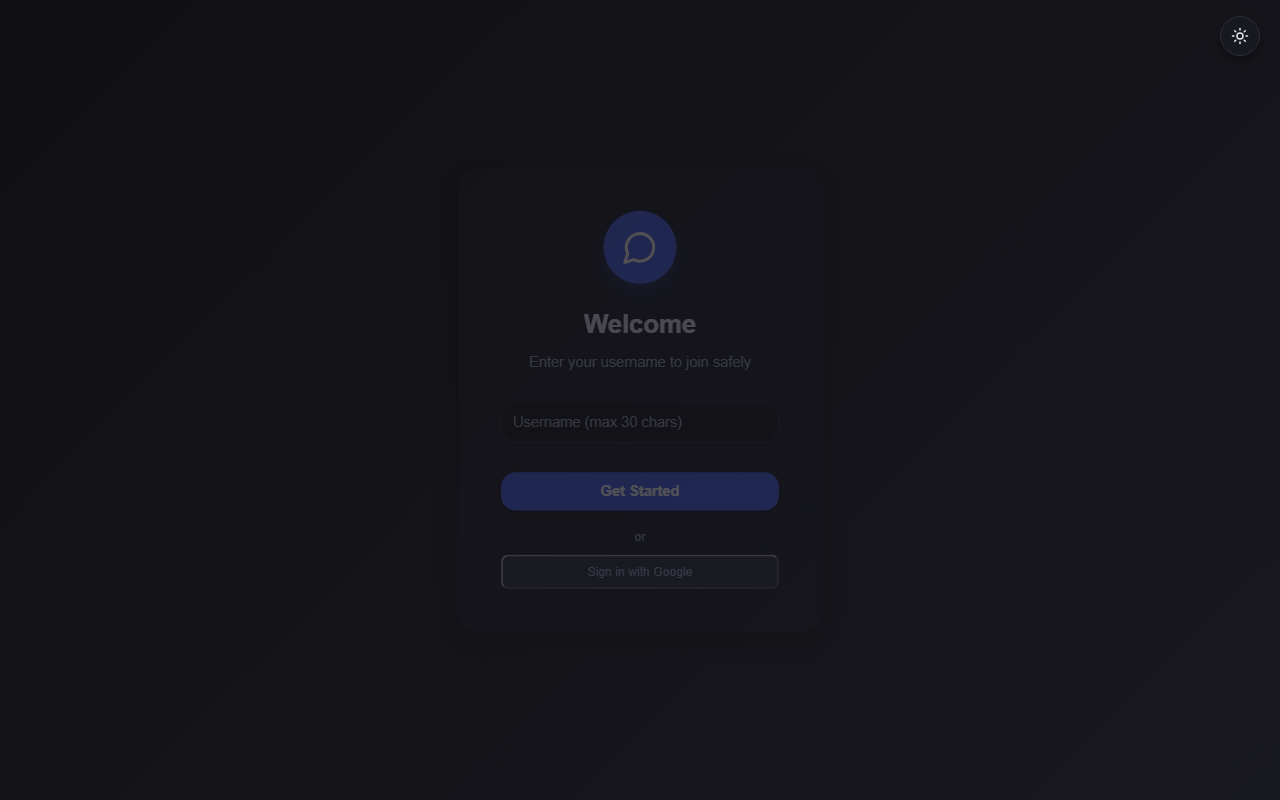 Welcome
Enter your username to join safely
Username (max 30 chars)
Get Started
or
Sign in with Google